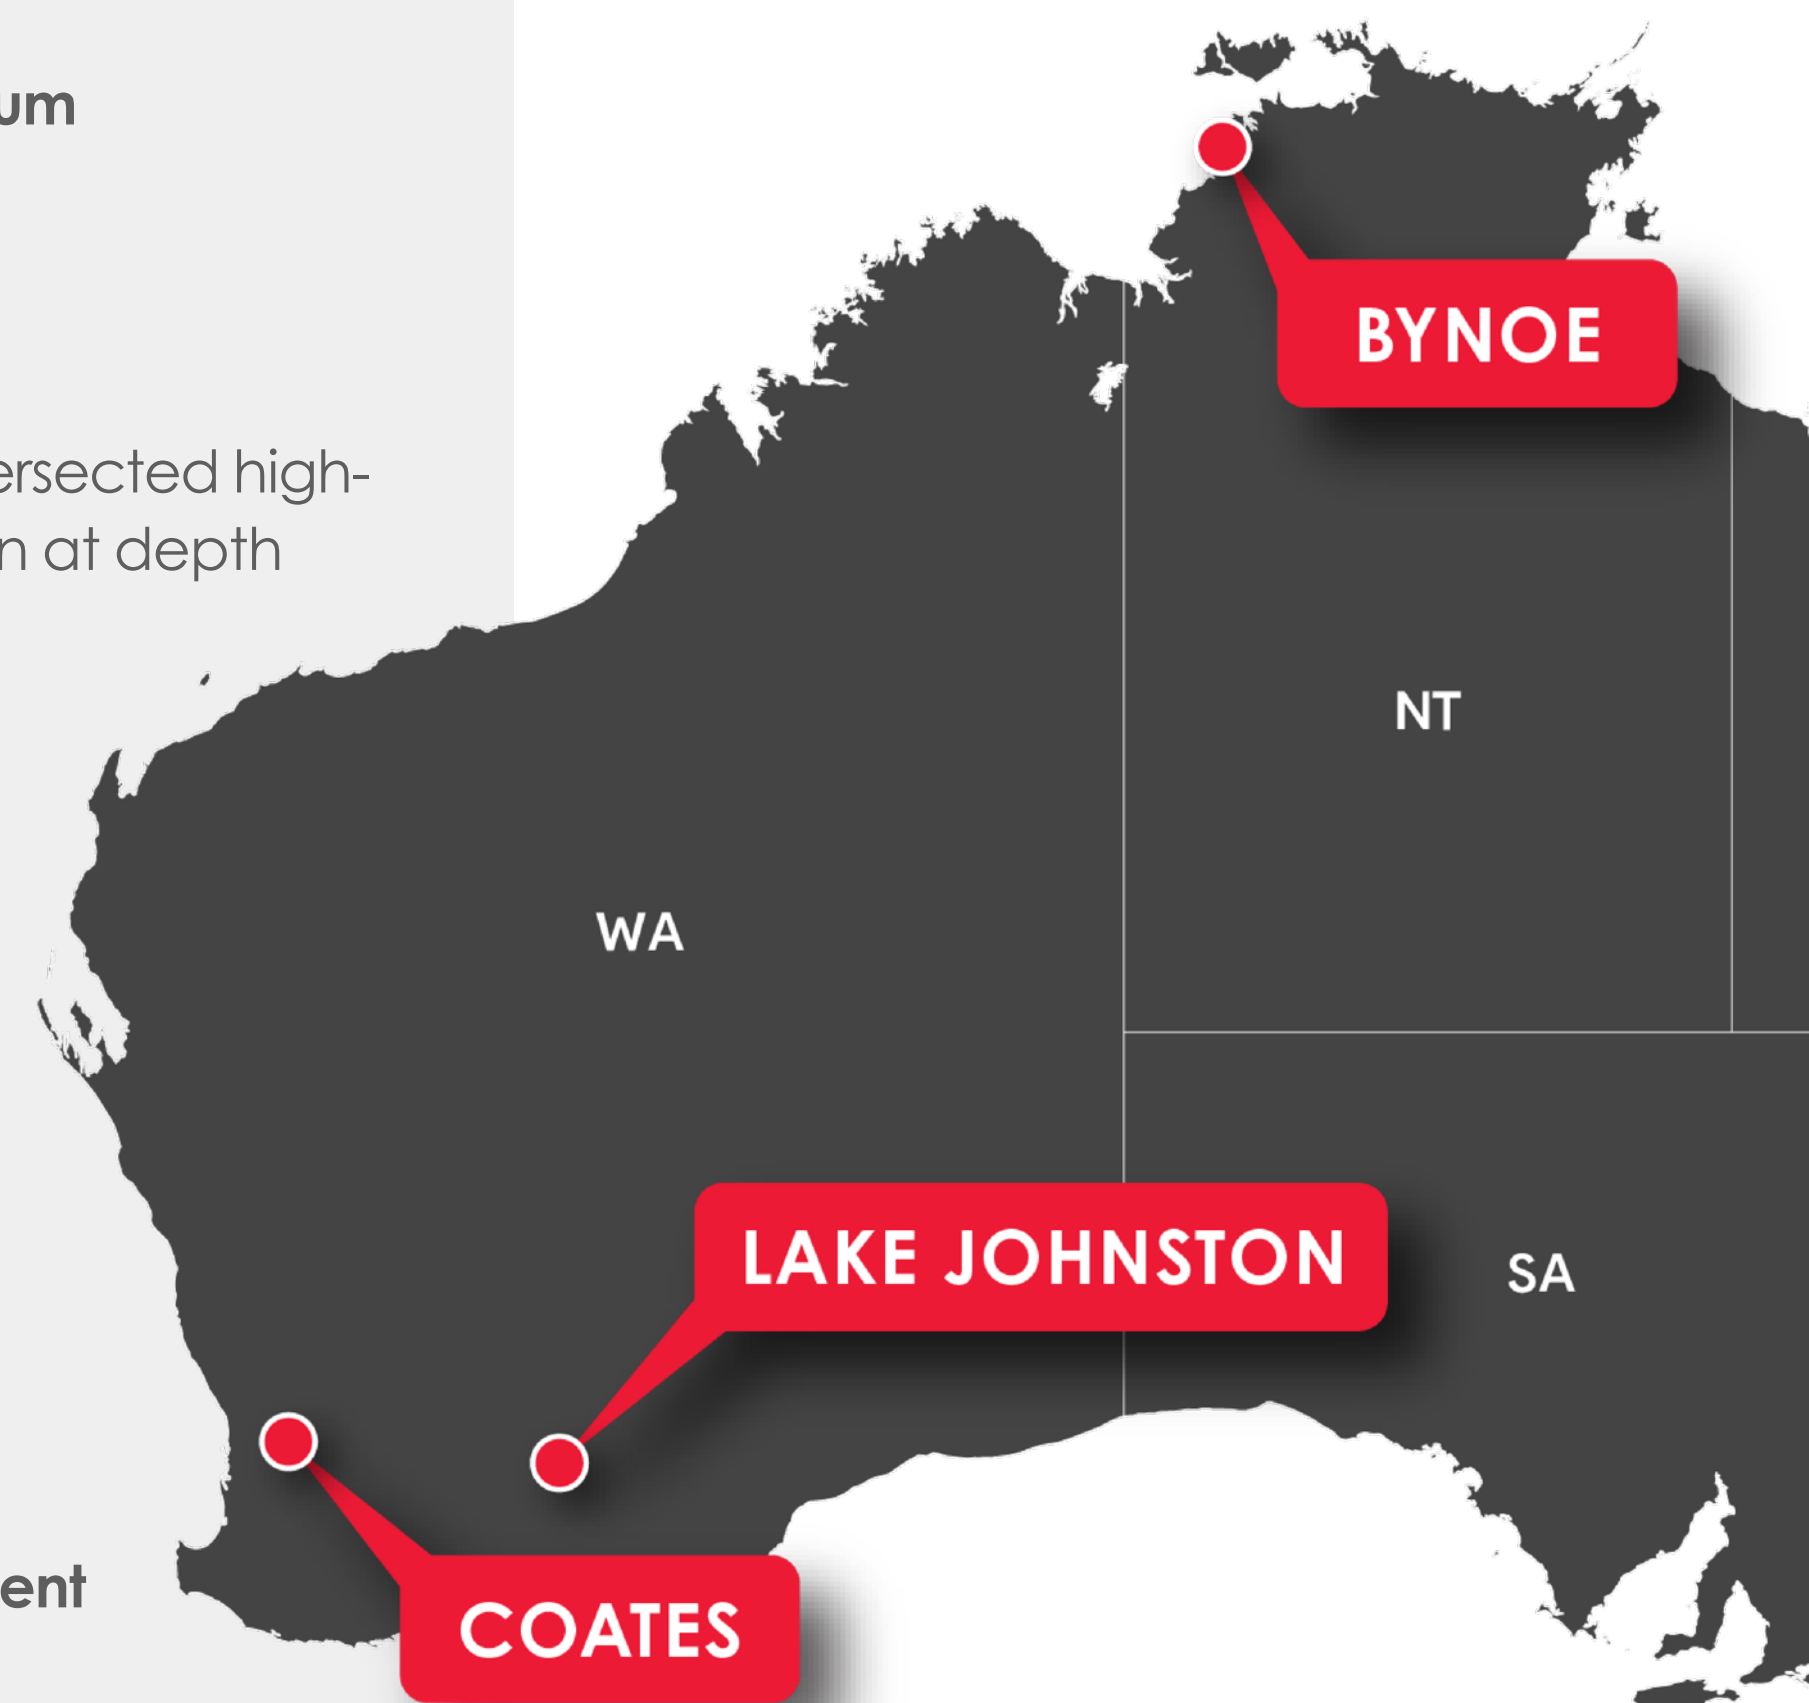 um
ersected high-
n at depth
ent
BYNOE
NT
WA
LAKE JOHNSTON
SA
COATES